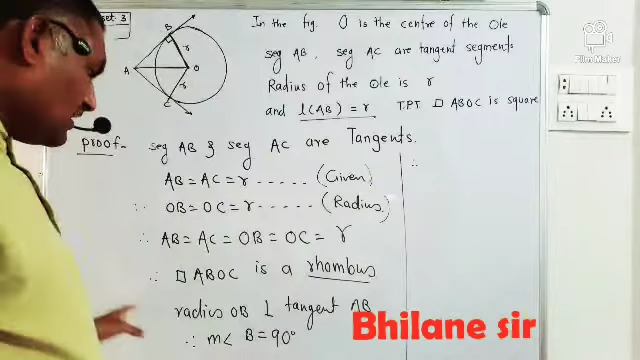 set 3
In the fig. O is the centre of the Ole
seg AB, seg AC are tangent segments
Radius of the Ole is r
and l(AB) = r T.P.T □ ABOC is square
B
r
A
O
r
C
proof- seg AB & seg AC are Tangents.
AB = AC = r ..... (Given)
∵ OB = OC = r ..... (Radius)
∴ AB = AC = OB = OC = r
∴ □ ABOC is a rhombus
radius OB ⊥ tangent AB
∴ m∠ B = 90°
∴
Film Maker
Bhilane sir